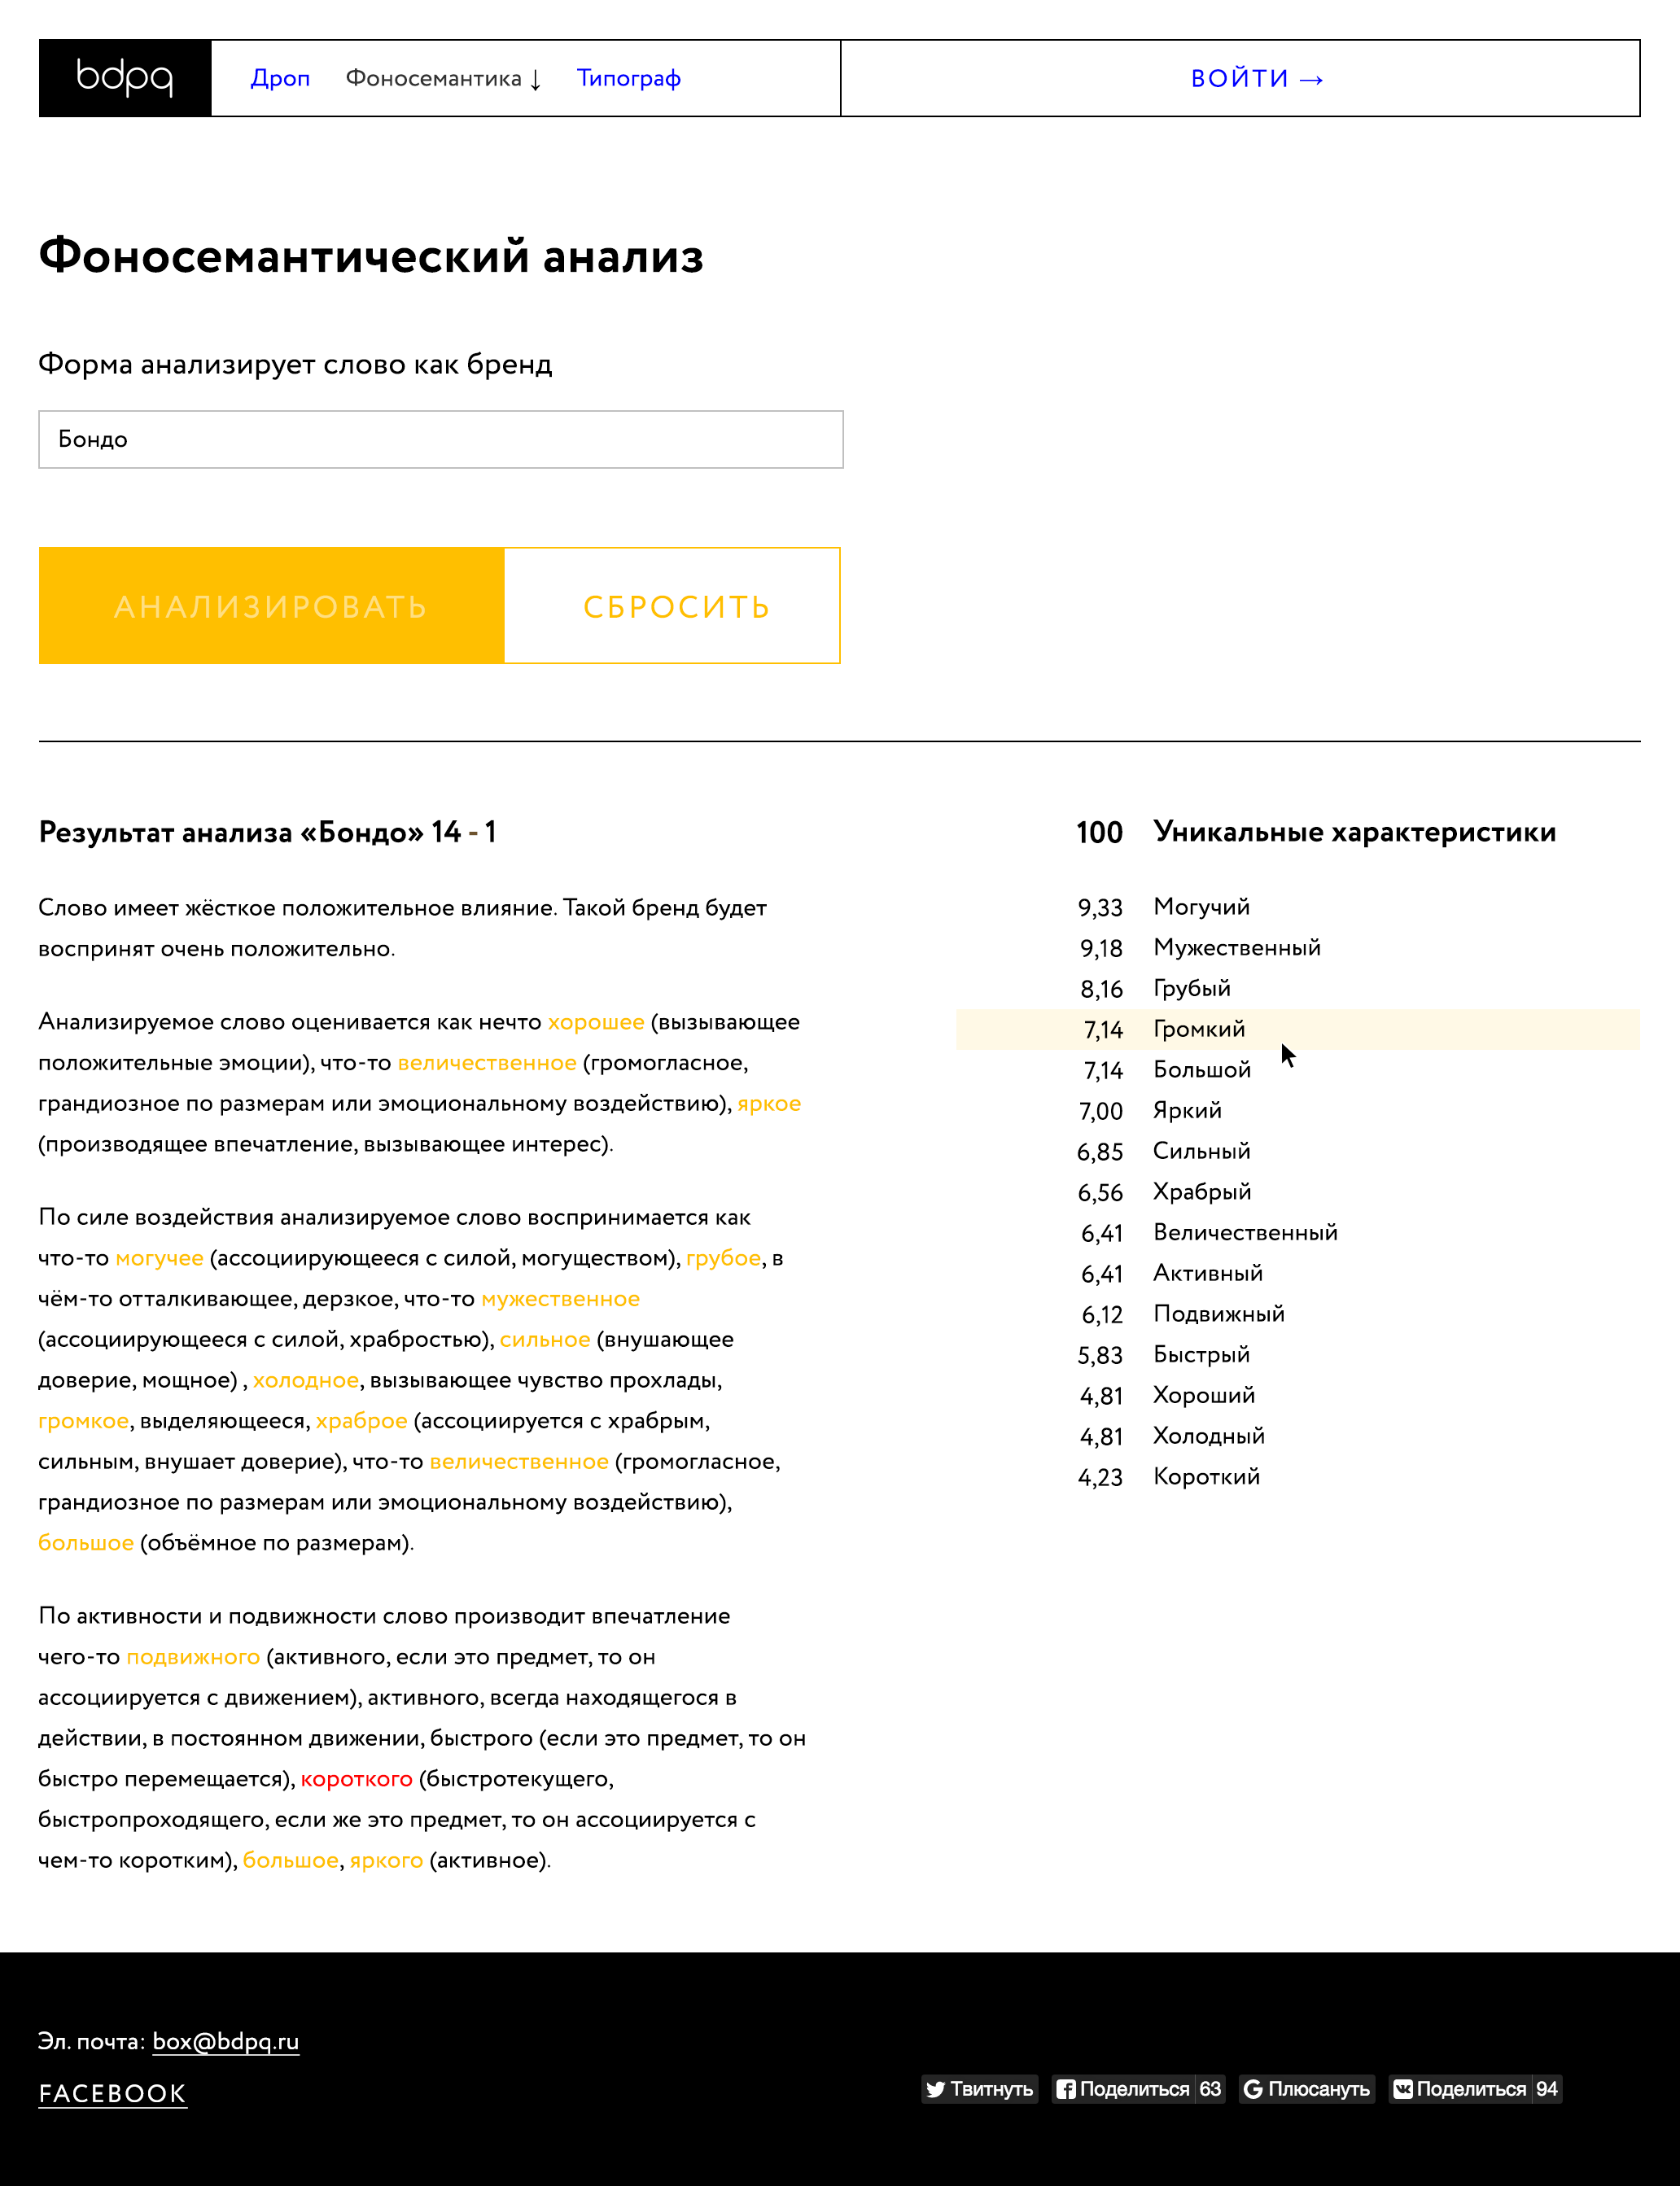 bdpq
Дроп Фоносемантика ↓ Типограф
ВОЙТИ →
Фоносемантический анализ
Форма анализирует слово как бренд
Бондо
АНАЛИЗИРОВАТЬ
СБРОСИТЬ
Результат анализа «Бондо» 14 - 1
Слово имеет жёсткое положительное влияние. Такой бренд будет
воспринят очень положительно.
Анализируемое слово оценивается как нечто хорошее (вызывающее
положительные эмоции), что-то величественное (громогласное,
грандиозное по размерам или эмоциональному воздействию), яркое
(производящее впечатление, вызывающее интерес).
По силе воздействия анализируемое слово воспринимается как
что-то могучее (ассоциирующееся с силой, могуществом), грубое, в
чём-то отталкивающее, дерзкое, что-то мужественное
(ассоциирующееся с силой, храбростью), сильное (внушающее
доверие, мощное) , холодное, вызывающее чувство прохлады,
громкое, выделяющееся, храброе (ассоциируется с храбрым,
сильным, внушает доверие), что-то величественное (громогласное,
грандиозное по размерам или эмоциональному воздействию),
большое (объёмное по размерам).
По активности и подвижности слово производит впечатление
чего-то подвижного (активного, если это предмет, то он
ассоциируется с движением), активного, всегда находящегося в
действии, в постоянном движении, быстрого (если это предмет, то он
быстро перемещается), короткого (быстротекущего,
быстропроходящего, если же это предмет, то он ассоциируется с
чем-то коротким), большое, яркого (активное).
100 Уникальные характеристики
9,33 Могучий
9,18 Мужественный
8,16 Грубый
7,14 Громкий
7,14 Большой
7,00 Яркий
6,85 Сильный
6,56 Храбрый
6,41 Величественный
6,41 Активный
6,12 Подвижный
5,83 Быстрый
4,81 Хороший
4,81 Холодный
4,23 Короткий
Эл. почта: box@bdpq.ru
FACEBOOK
Твитнуть Поделиться 63 Плюсануть Поделиться 94